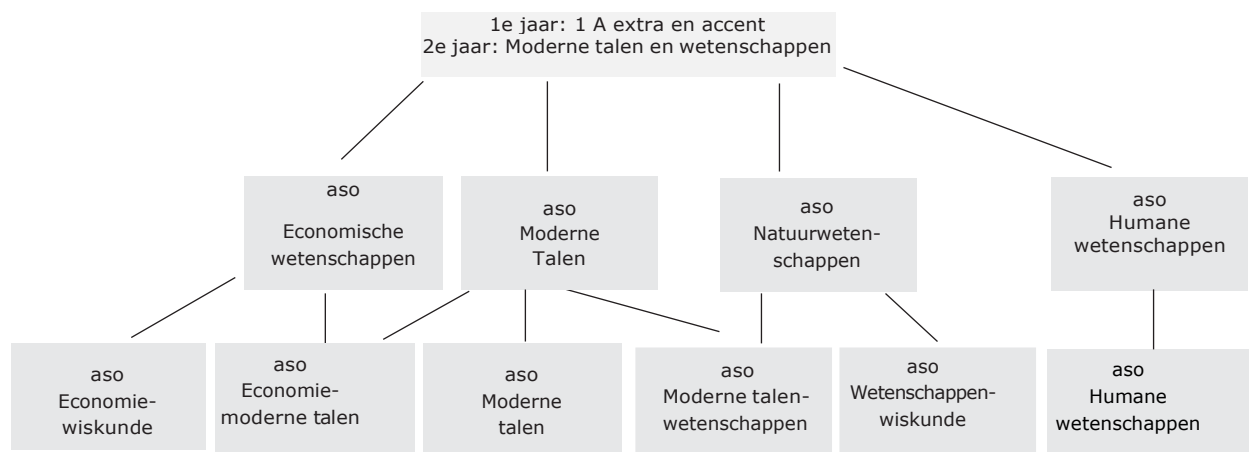 1e jaar: 1 A extra en accent
2e jaar: Moderne talen en wetenschappen
aso
Economische
wetenschappen
aso
Moderne
Talen
aso
Natuurweten-
schappen
aso
Humane
wetenschappen
aso
Economie-
wiskunde
aso
Economie-
moderne talen
aso
Moderne
talen
aso
Moderne talen-
wetenschappen
aso
Wetenschappen-
wiskunde
aso
Humane
wetenschappen